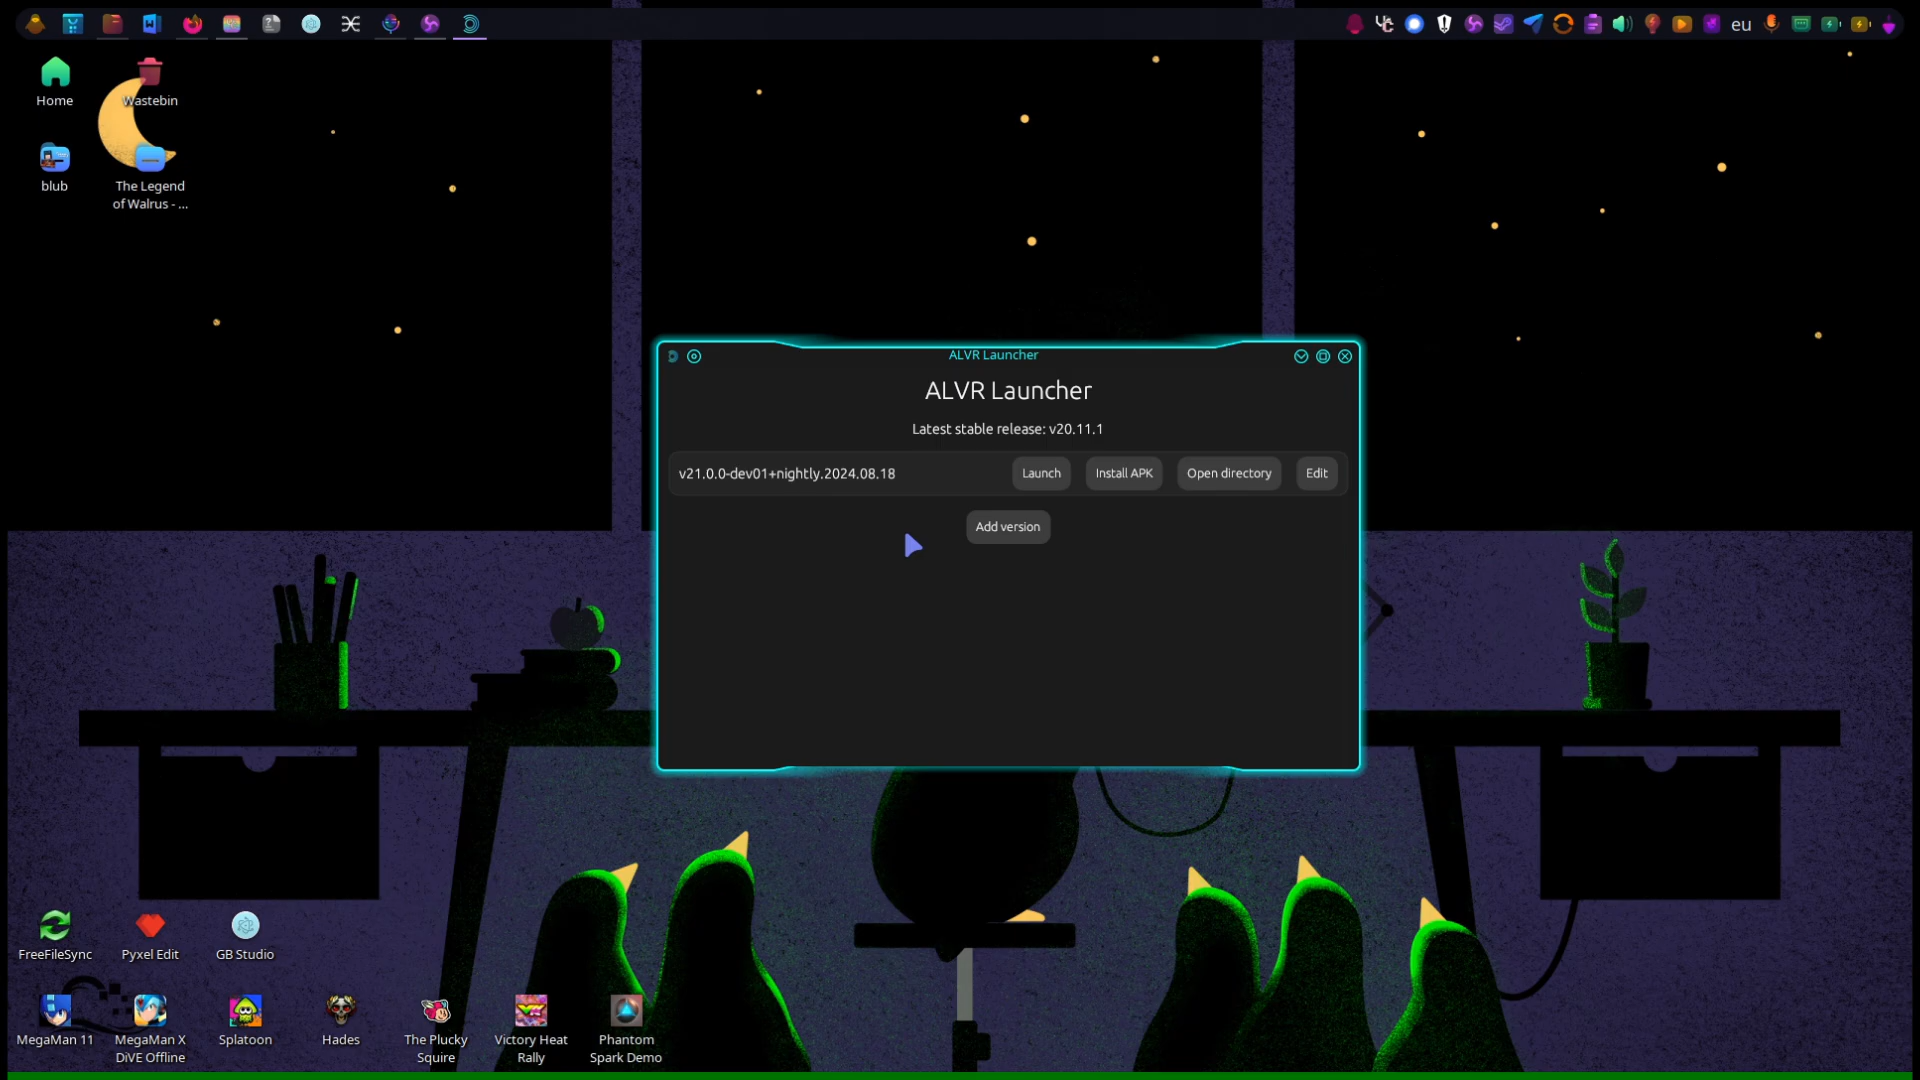 eu
Home
Wastebin
blub
The Legend
of Walrus - ...
ALVR Launcher
ALVR Launcher
Latest stable release: v20.11.1
v21.0.0-dev01+nightly.2024.08.18
Launch
Install APK
Open directory
Edit
Add version
FreeFileSync
Pyxel Edit
GB Studio
MegaMan 11
MegaMan X
DiVE Offline
Splatoon
Hades
The Plucky
Squire
Victory Heat
Rally
Phantom
Spark Demo